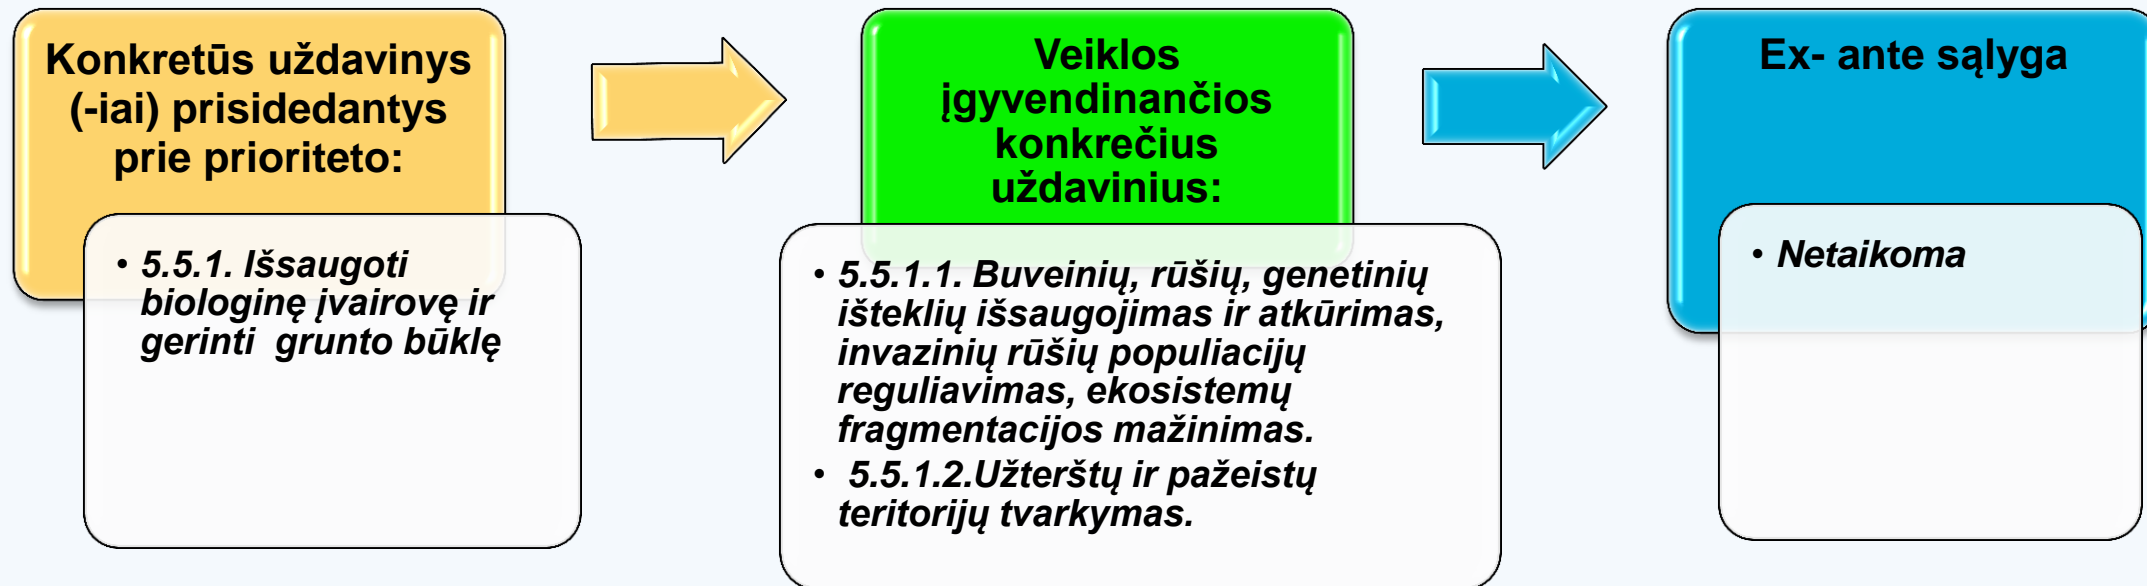 Konkretūs uždavinys
(-iai) prisidedantys
prie prioriteto:
• 5.5.1. Išsaugoti
biologinę įvairovę ir
gerinti grunto būklę
Veiklos
įgyvendinančios
konkrečius
uždavinius:
• 5.5.1.1. Buveinių, rūšių, genetinių
išteklių išsaugojimas ir atkūrimas,
invazinių rūšių populiacijų
reguliavimas, ekosistemų
fragmentacijos mažinimas.
• 5.5.1.2.Užterštų ir pažeistų
teritorijų tvarkymas.
Ex- ante sąlyga
• Netaikoma